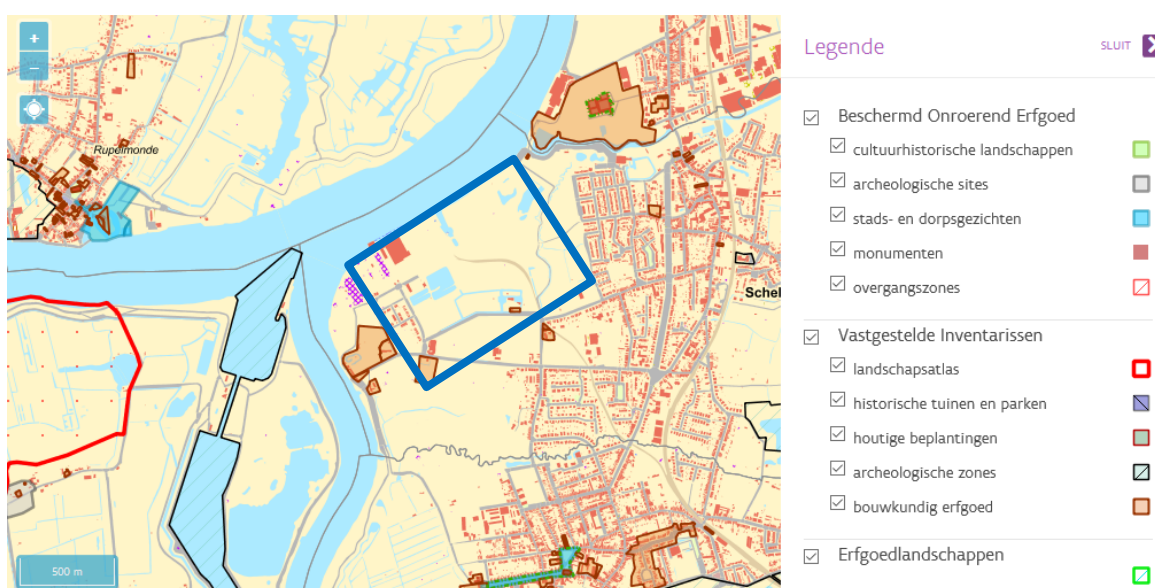 +
−
Rupelmonde
Schel
500 m
Legende
SLUIT
Beschermd Onroerend Erfgoed
cultuurhistorische landschappen
archeologische sites
stads- en dorpsgezichten
monumenten
overgangszones
Vastgestelde Inventarissen
landschapsatlas
historische tuinen en parken
houtige beplantingen
archeologische zones
bouwkundig erfgoed
Erfgoedlandschappen